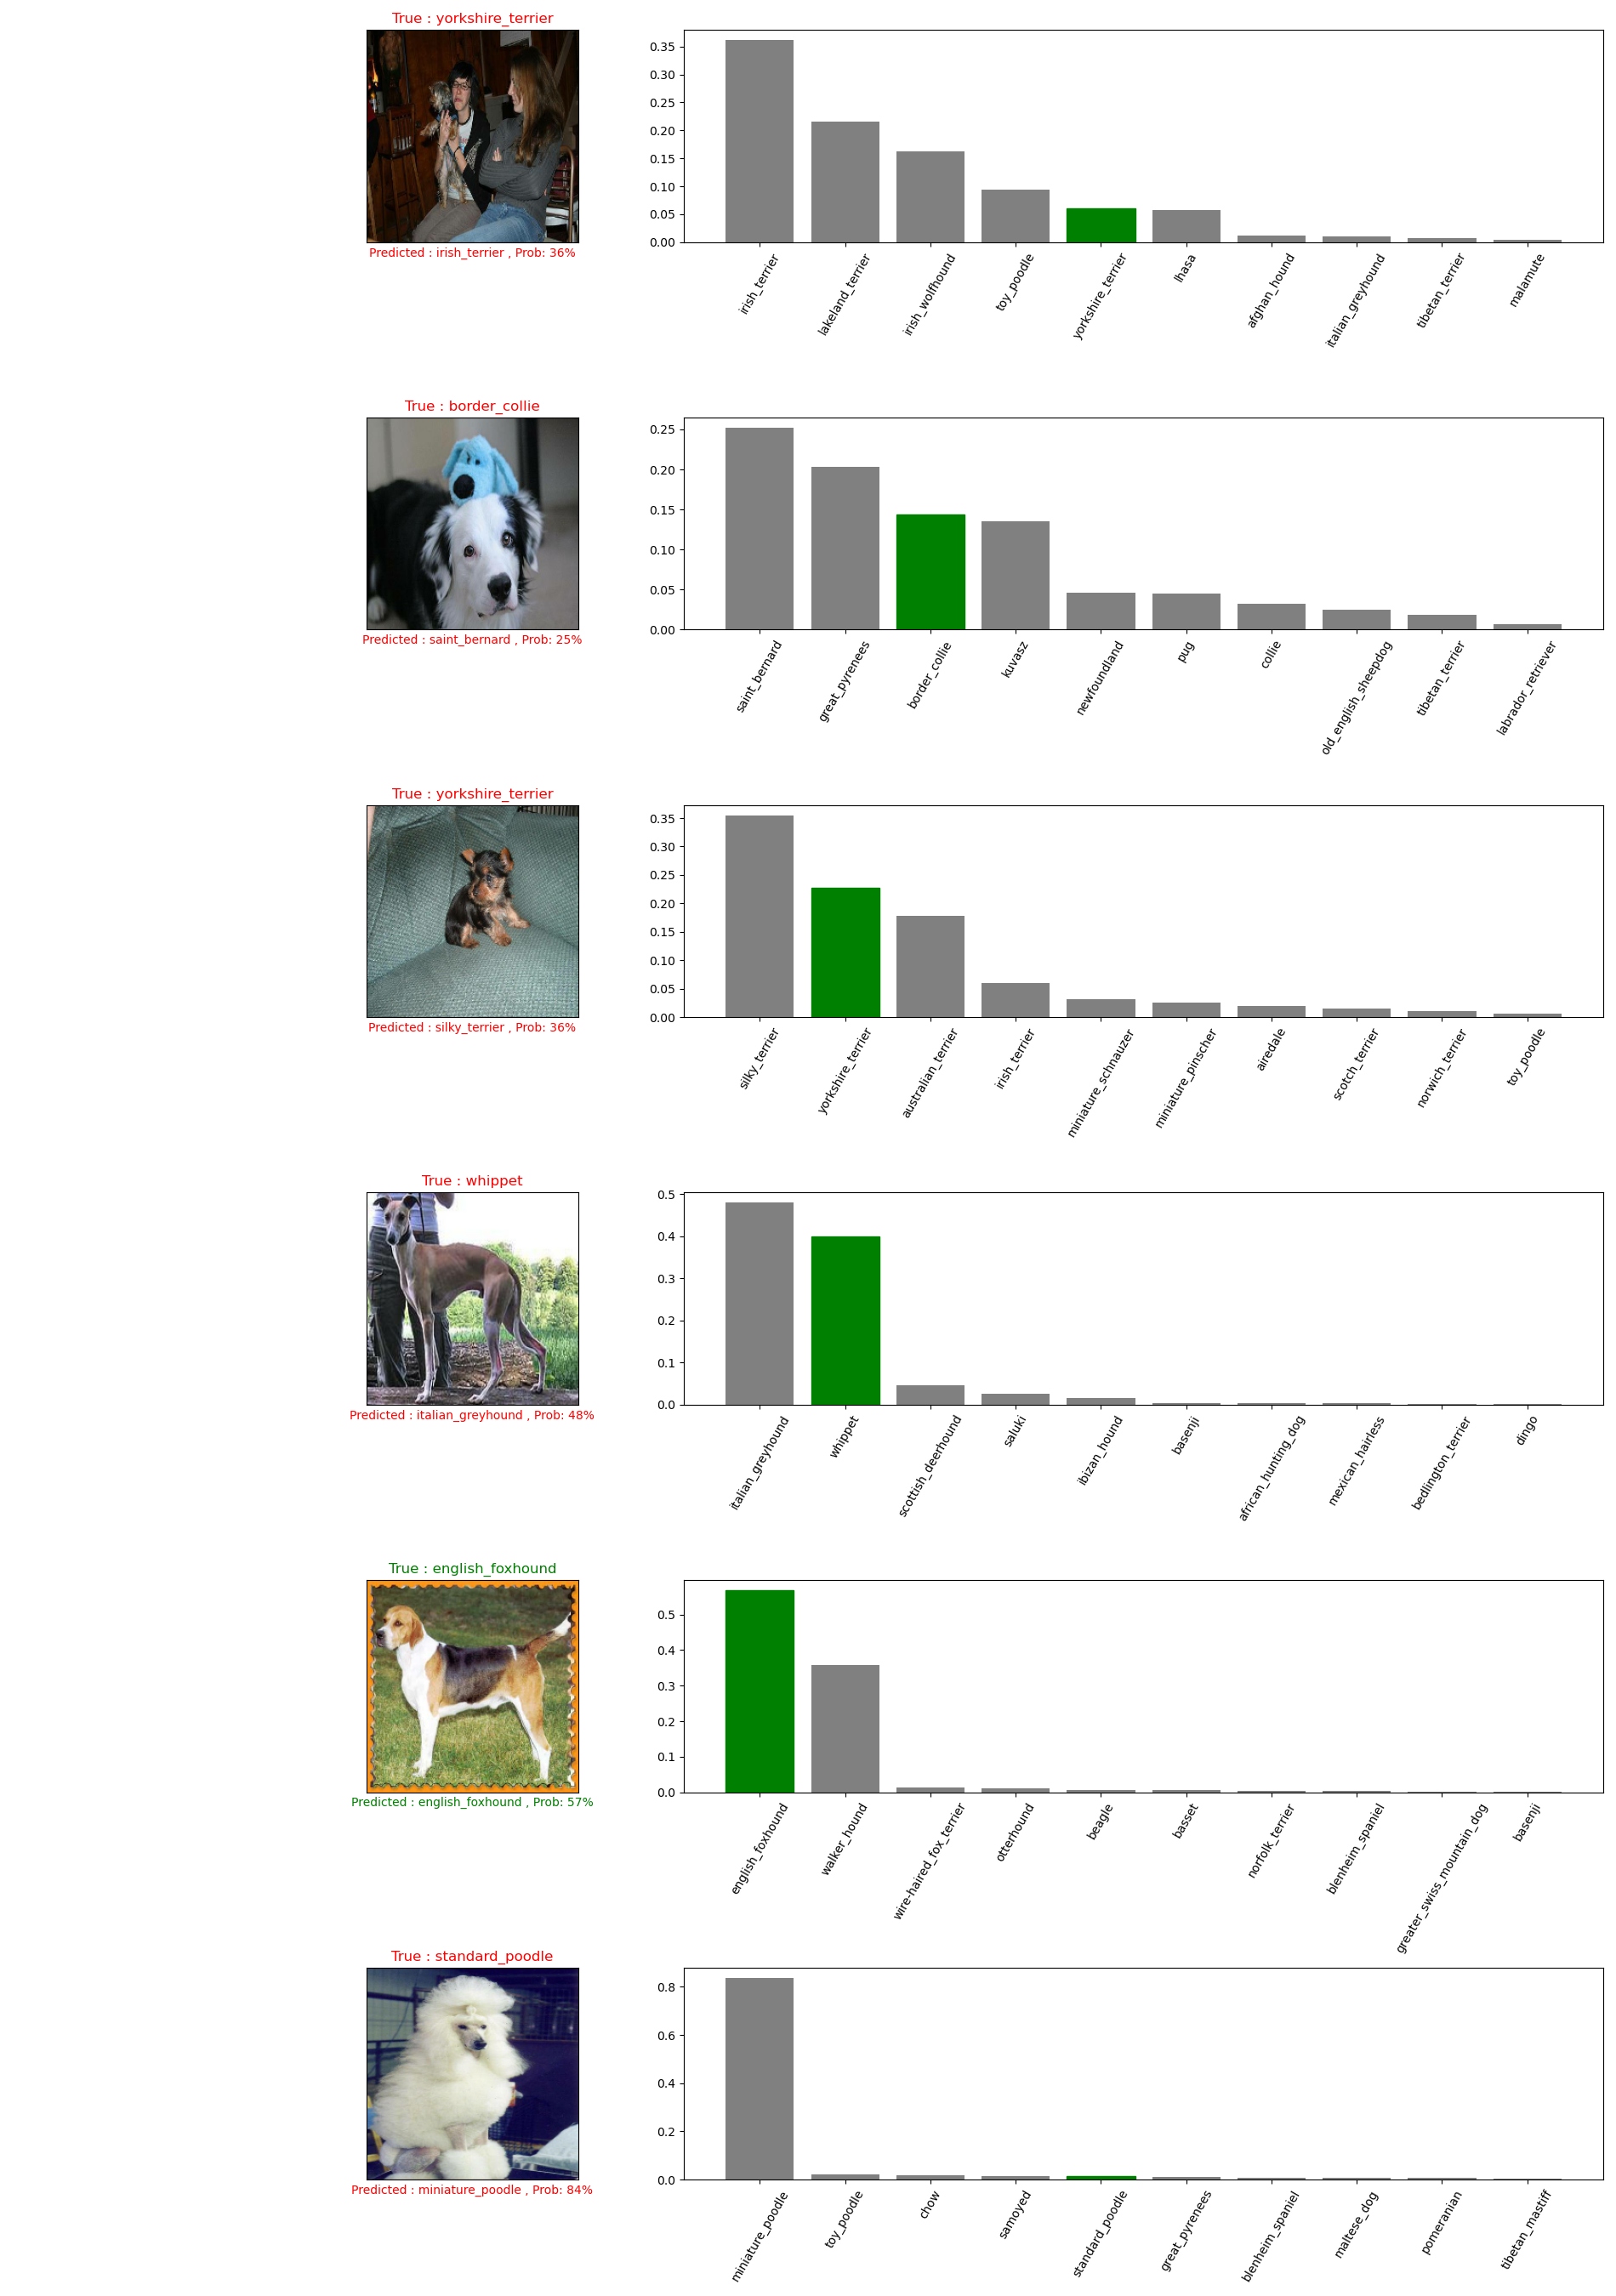 True : yorkshire_terrier
Predicted : irish_terrier , Prob: 36%
0.35
0.30
0.25
0.20
0.15
0.10
0.05
0.00
irish_terrier
lakeland_terrier
irish_wolfhound
toy_poodle
yorkshire_terrier
lhasa
afghan_hound
italian_greyhound
tibetan_terrier
malamute
True : border_collie
Predicted : saint_bernard , Prob: 25%
0.25
0.20
0.15
0.10
0.05
0.00
saint_bernard
great_pyrenees
border_collie
kuvasz
newfoundland
pug
collie
old_english_sheepdog
tibetan_terrier
labrador_retriever
True : yorkshire_terrier
Predicted : silky_terrier , Prob: 36%
0.35
0.30
0.25
0.20
0.15
0.10
0.05
0.00
silky_terrier
yorkshire_terrier
australian_terrier
irish_terrier
miniature_schnauzer
miniature_pinscher
airedale
scotch_terrier
norwich_terrier
toy_poodle
True : whippet
Predicted : italian_greyhound , Prob: 48%
0.5
0.4
0.3
0.2
0.1
0.0
italian_greyhound
whippet
scottish_deerhound
saluki
ibizan_hound
basenji
african_hunting_dog
mexican_hairless
bedlington_terrier
dingo
True : english_foxhound
Predicted : english_foxhound , Prob: 57%
0.5
0.4
0.3
0.2
0.1
0.0
english_foxhound
walker_hound
wire-haired_fox_terrier
otterhound
beagle
basset
norfolk_terrier
blenheim_spaniel
greater_swiss_mountain_dog
basenji
True : standard_poodle
Predicted : miniature_poodle , Prob: 84%
0.8
0.6
0.4
0.2
0.0
miniature_poodle
toy_poodle
chow
samoyed
standard_poodle
great_pyrenees
blenheim_spaniel
maltese_dog
pomeranian
tibetan_mastiff